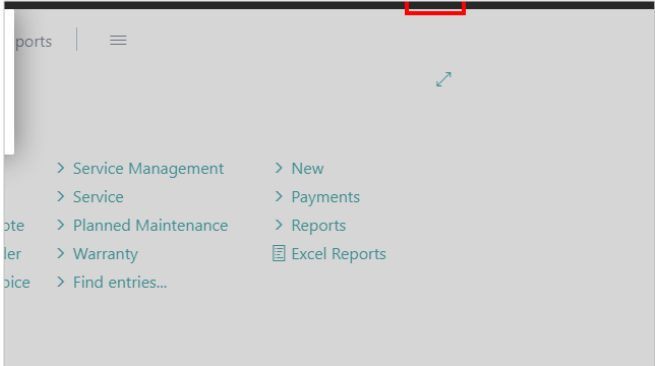 ports
Service Management
New
Service
Payments
Planned Maintenance
Reports
Warranty
Excel Reports
Find entries...